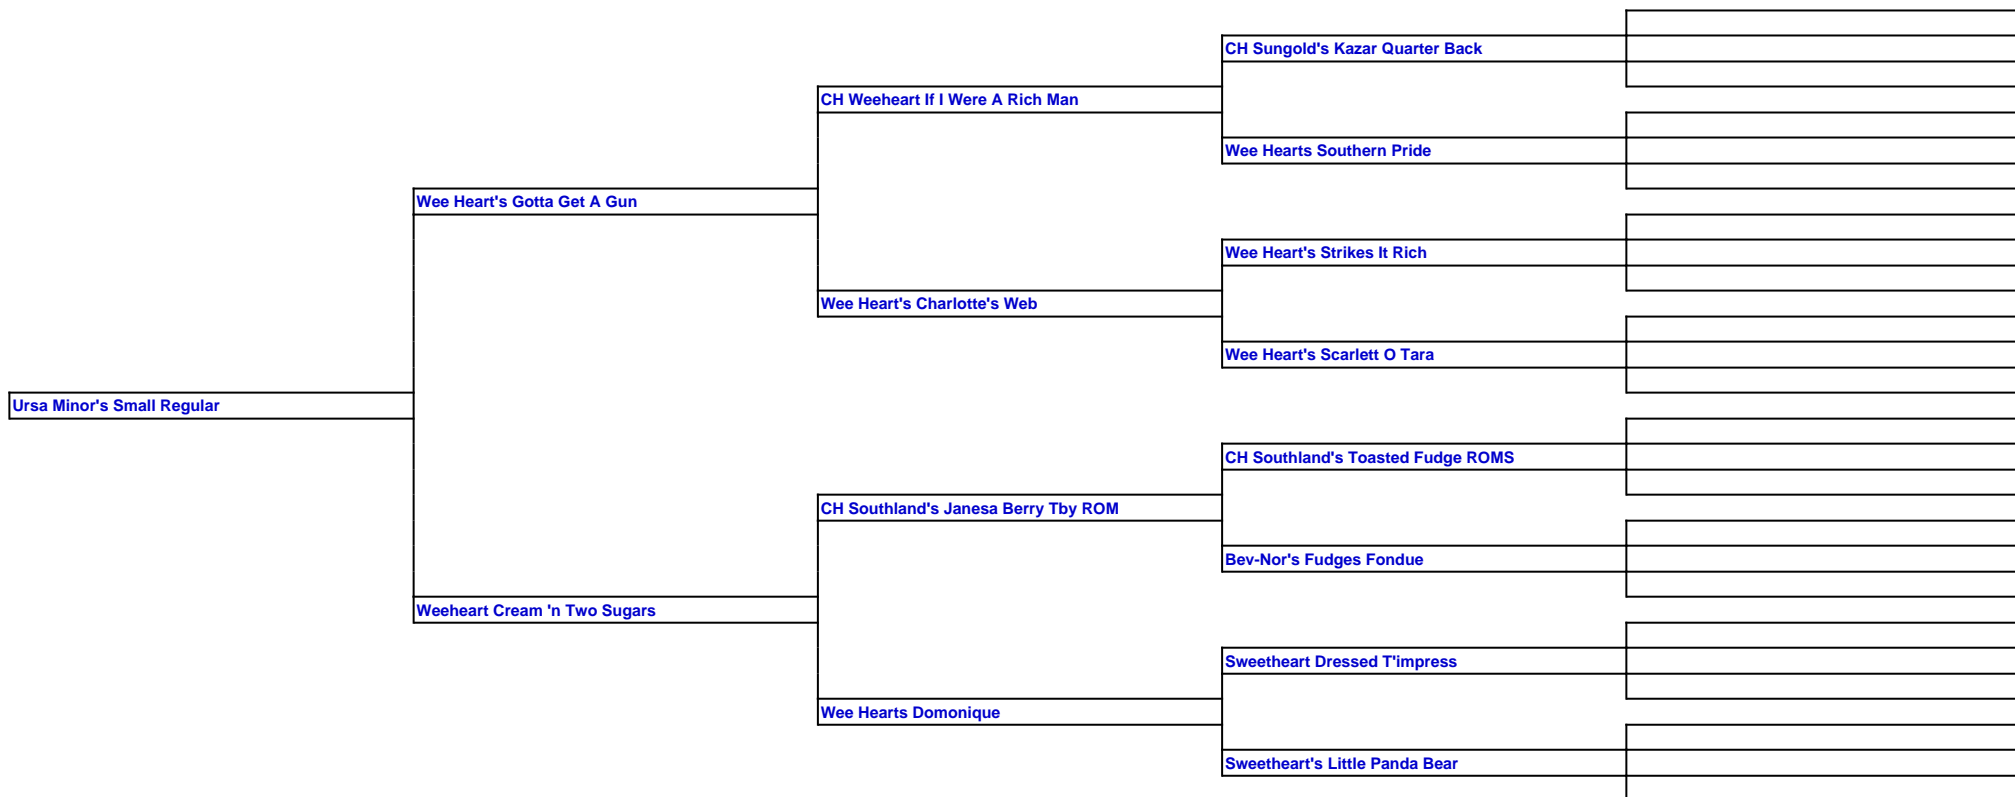 CH Sungold's Kazar Quarter Back
CH Weeheart If I Were A Rich Man
Wee Hearts Southern Pride
Wee Heart's Gotta Get A Gun
Wee Heart's Strikes It Rich
Wee Heart's Charlotte's Web
Wee Heart's Scarlett O Tara
Ursa Minor's Small Regular
CH Southland's Toasted Fudge ROMS
CH Southland's Janesa Berry Tby ROM
Bev-Nor's Fudges Fondue
Weeheart Cream 'n Two Sugars
Sweetheart Dressed T'impress
Wee Hearts Domonique
Sweetheart's Little Panda Bear